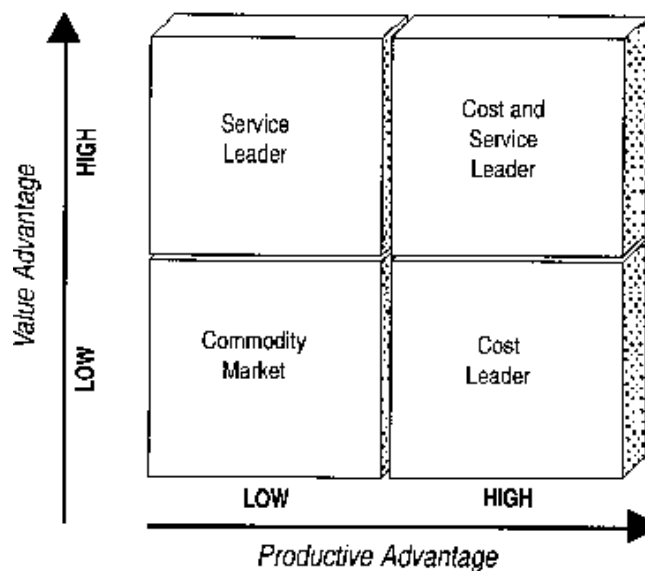 Value Advantage
HIGH
LOW
Service
Leader
Cost and
Service
Leader
Commodity
Market
Cost
Leader
LOW
HIGH
Productive Advantage